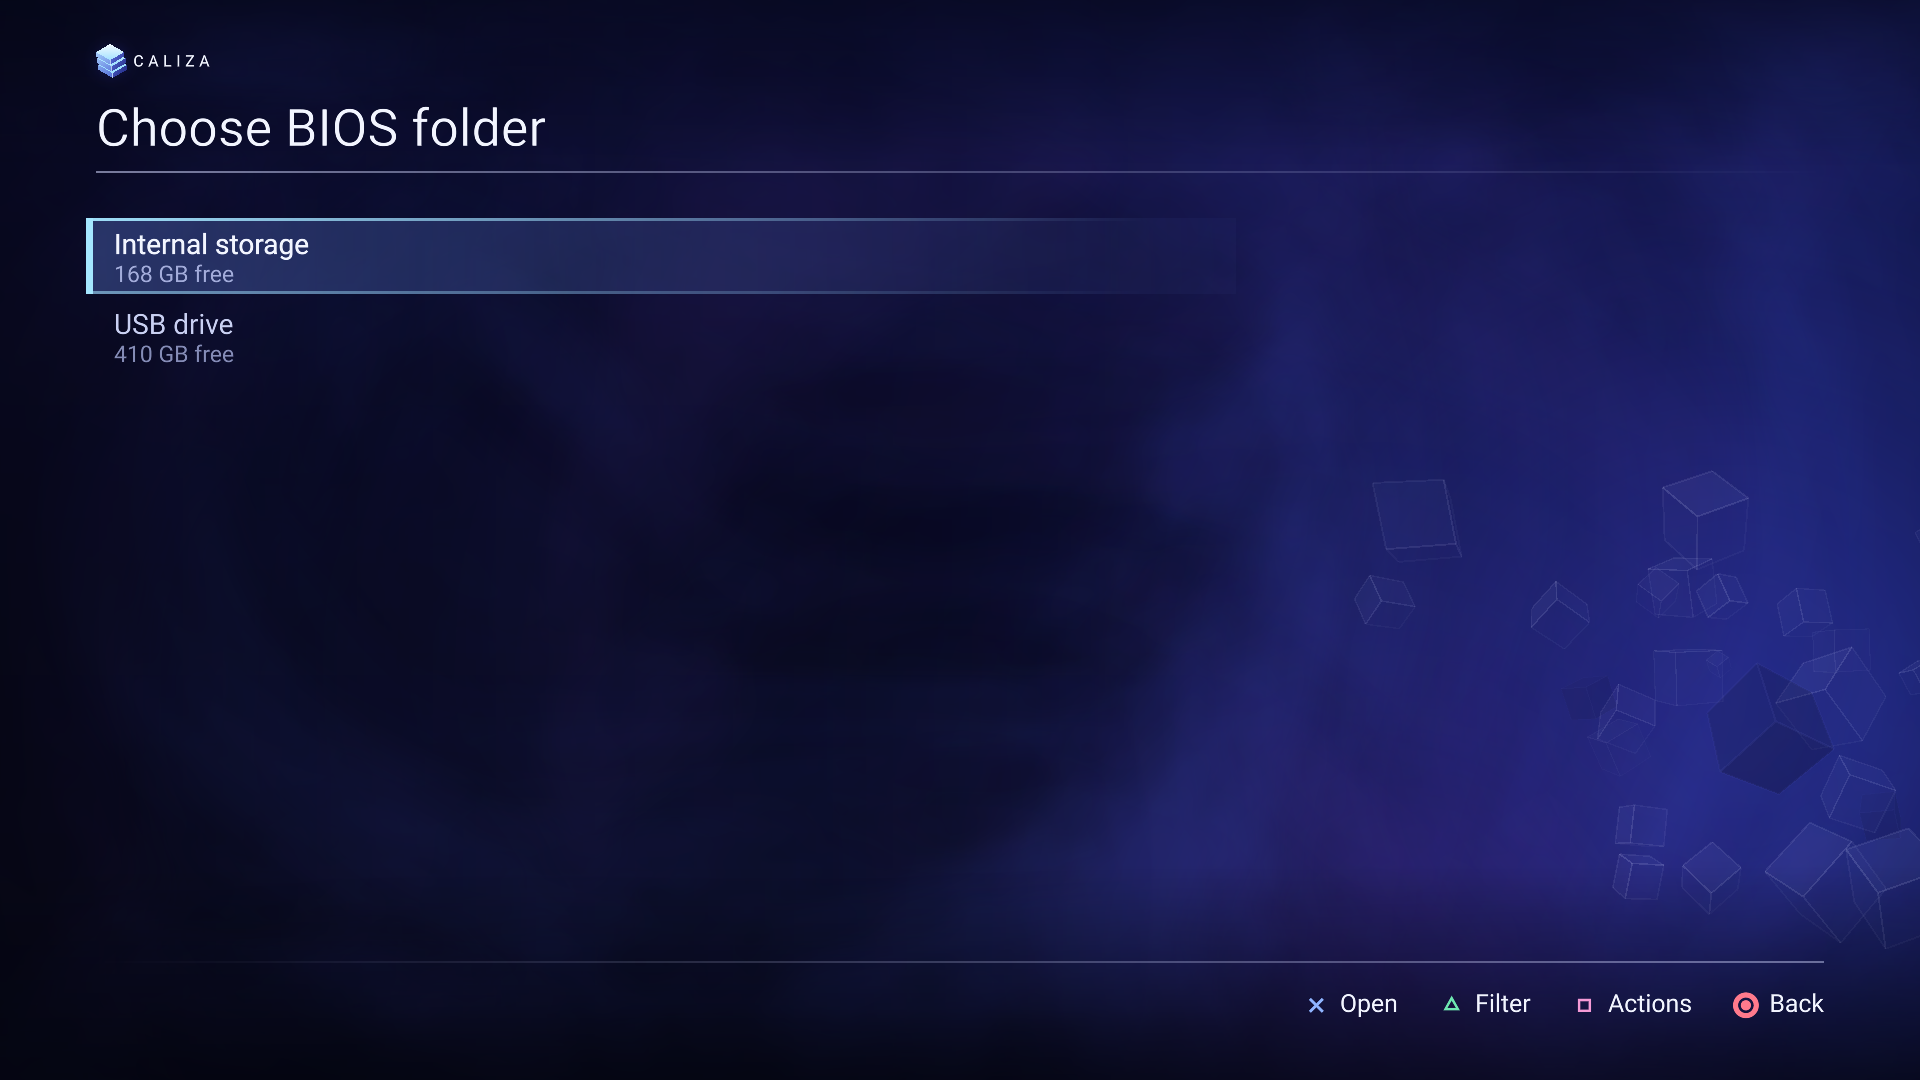 CALIZA
Choose BIOS folder
Internal storage
168 GB free
USB drive
410 GB free
Open
Filter
Actions
Back